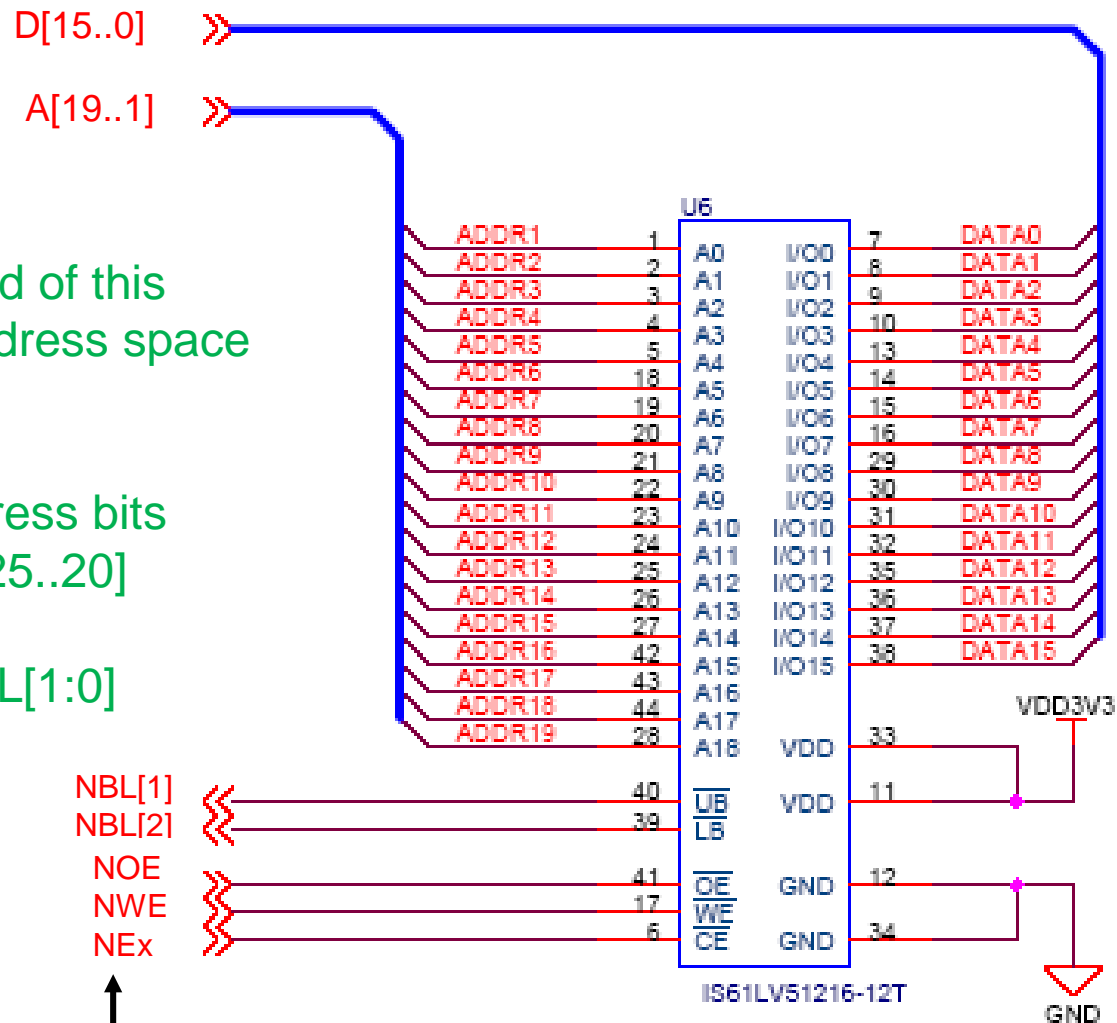 D[15..0]
A[19..1]
d of this
dress space
ress bits
25..20]
L[1:0]
U6
ADDR1 1 A0 I/O0 7 DATA0
ADDR2 2 A1 I/O1 8 DATA1
ADDR3 3 A2 I/O2 9 DATA2
ADDR4 4 A3 I/O3 10 DATA3
ADDR5 5 A4 I/O4 13 DATA4
ADDR6 18 A5 I/O5 14 DATA5
ADDR7 19 A6 I/O6 15 DATA6
ADDR8 20 A7 I/O7 16 DATA7
ADDR9 21 A8 I/O8 29 DATA8
ADDR10 22 A9 I/O9 30 DATA9
ADDR11 23 A10 I/O10 31 DATA10
ADDR12 24 A11 I/O11 32 DATA11
ADDR13 25 A12 I/O12 35 DATA12
ADDR14 26 A13 I/O13 36 DATA13
ADDR15 27 A14 I/O14 37 DATA14
ADDR16 42 A15 I/O15 38 DATA15
ADDR17 43 A16
ADDR18 44 A17
ADDR19 28 A18 VDD 33
VDD3V3
NBL[1] 40 UB VDD 11
NBL[2] 39 LB
NOE 41 OE GND 12
NWE 17 WE
NEx 6 CE GND 34
IS61LV51216-12T
GND